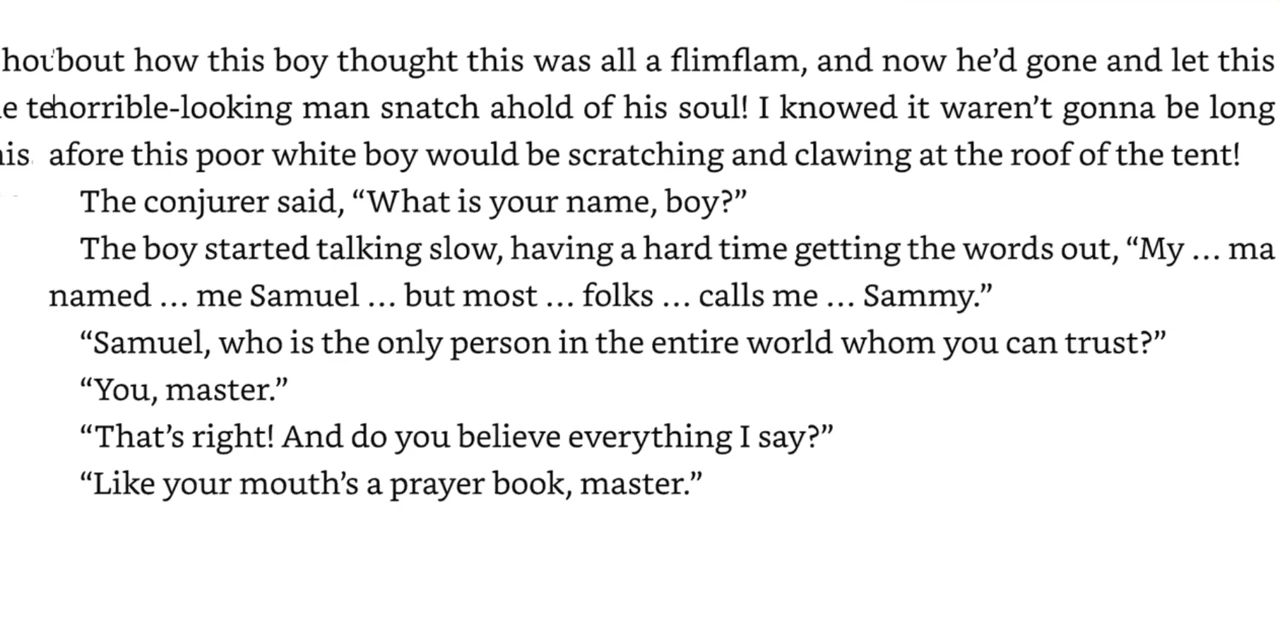 'bout how this boy thought this was all a flimflam, and now he’d gone and let this
horrible-looking man snatch ahold of his soul! I knowed it waren’t gonna be long
afore this poor white boy would be scratching and clawing at the roof of the tent!
The conjurer said, “What is your name, boy?”
The boy started talking slow, having a hard time getting the words out, “My … ma
named … me Samuel … but most … folks … calls me … Sammy.”
“Samuel, who is the only person in the entire world whom you can trust?”
“You, master.”
“That’s right! And do you believe everything I say?”
“Like your mouth’s a prayer book, master.”